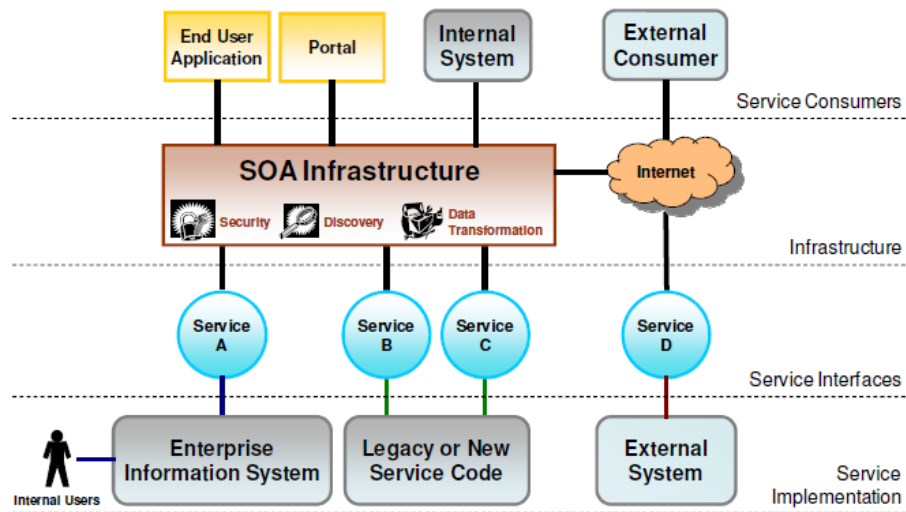 End User
Application
Portal
Internal
System
External
Consumer
Service Consumers
SOA Infrastructure
Security
Discovery
Data
Transformation
Internet
Infrastructure
Service
A
Service
B
Service
C
Service
D
Service Interfaces
Enterprise
Information System
Legacy or New
Service Code
External
System
Internal Users
Service
Implementation